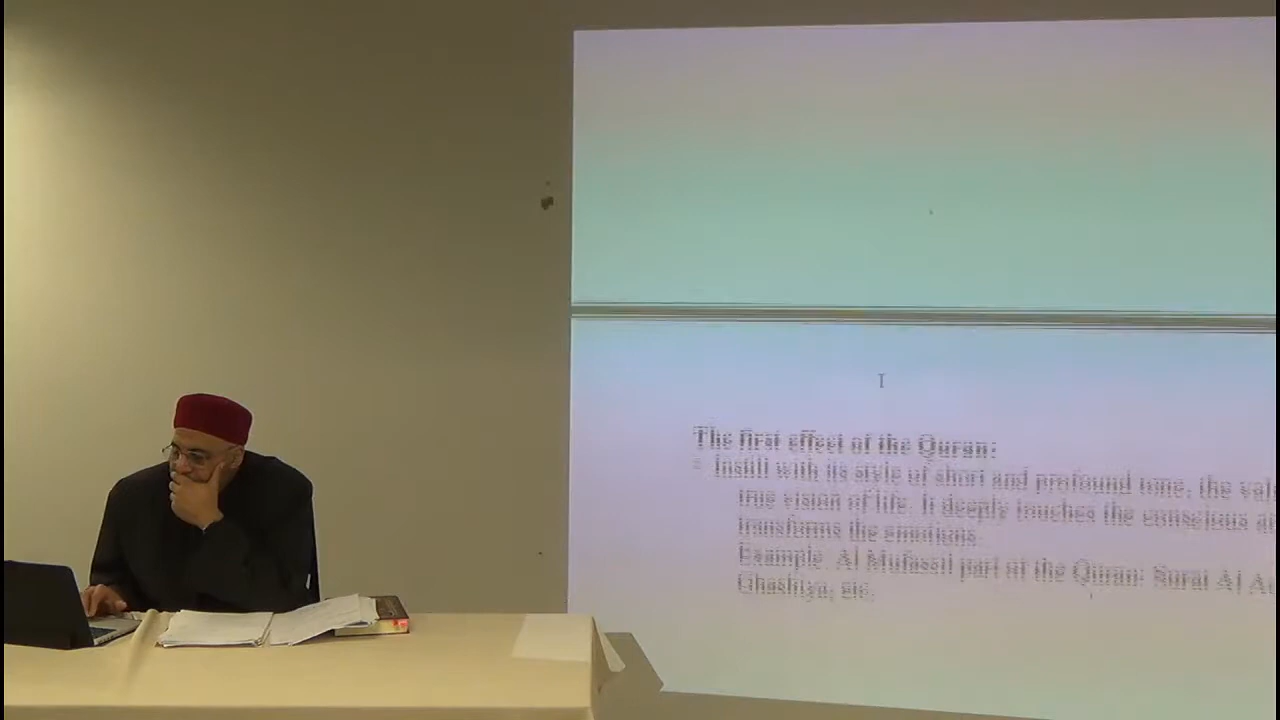 The first effect of the Quran:
Instill with its style of short and profound tone, the
true vision of life. It deeply touches the conscious
transforms the emotions.
Example: Al Mufassil part of the Quran: Surat Al
Ghashiya, etc.